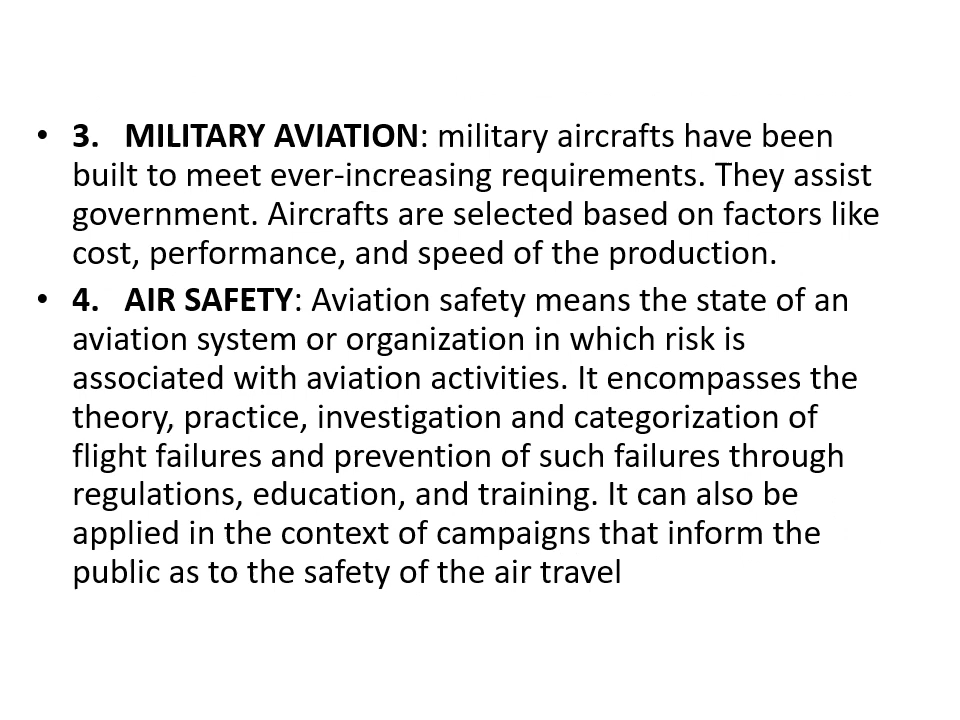 • 3. MILITARY AVIATION: military aircrafts have been
built to meet ever-increasing requirements. They assist
government. Aircrafts are selected based on factors like
cost, performance, and speed of the production.
• 4. AIR SAFETY: Aviation safety means the state of an
aviation system or organization in which risk is
associated with aviation activities. It encompasses the
theory, practice, investigation and categorization of
flight failures and prevention of such failures through
regulations, education, and training. It can also be
applied in the context of campaigns that inform the
public as to the safety of the air travel